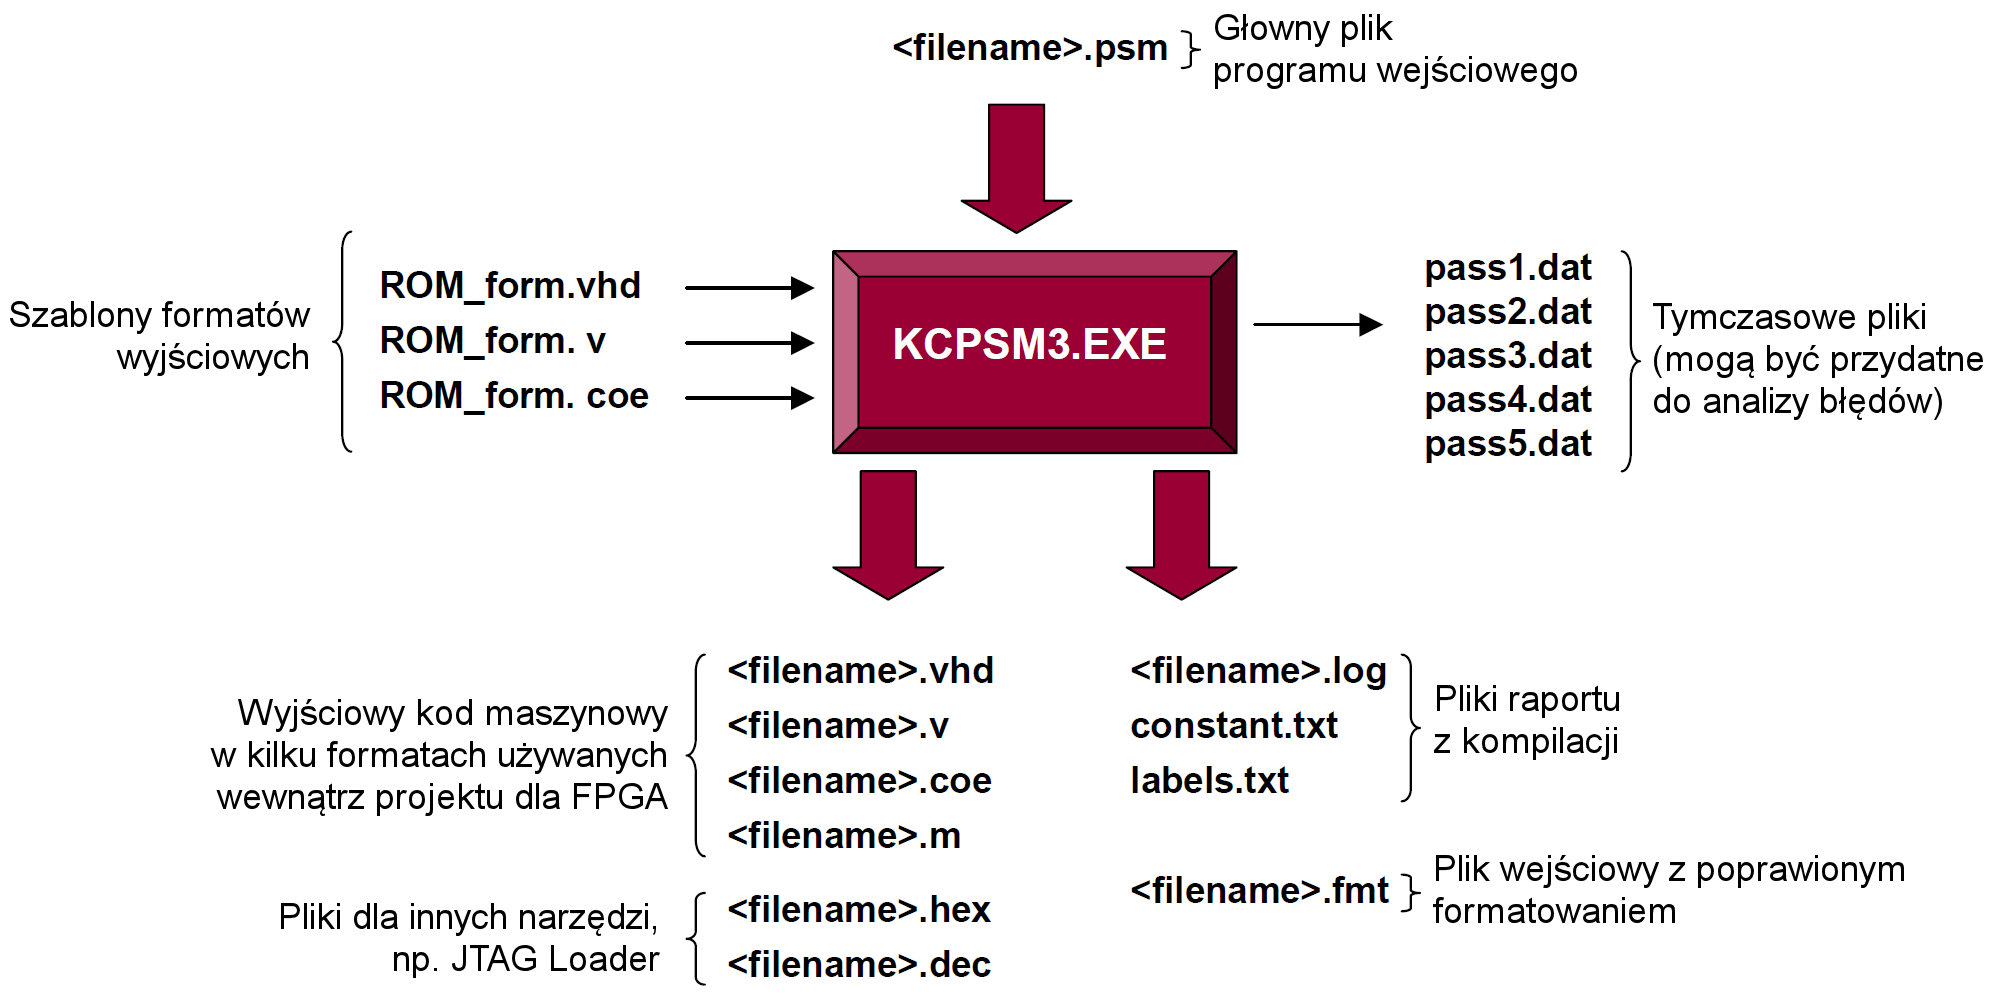 <filename>.psm
Głowny plik
programu wejściowego
Szablony formatów
wyjściowych
ROM_form.vhd
ROM_form. v
ROM_form. coe
KCPSM3.EXE
pass1.dat
pass2.dat
pass3.dat
pass4.dat
pass5.dat
Tymczasowe pliki
(mogą być przydatne
do analizy błędów)
Wyjściowy kod maszynowy
w kilku formatach używanych
wewnątrz projektu dla FPGA
<filename>.vhd
<filename>.v
<filename>.coe
<filename>.m
<filename>.log
constant.txt
labels.txt
Pliki raportu
z kompilacji
Pliki dla innych narzędzi,
np. JTAG Loader
<filename>.hex
<filename>.dec
<filename>.fmt
Plik wejściowy z poprawionym
formatowaniem